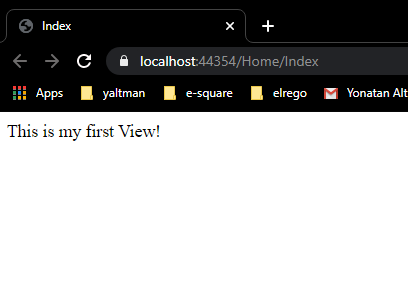 Index
localhost:44354/Home/Index
Apps yaltman e-square elrego Yonatan Alt
This is my first View!